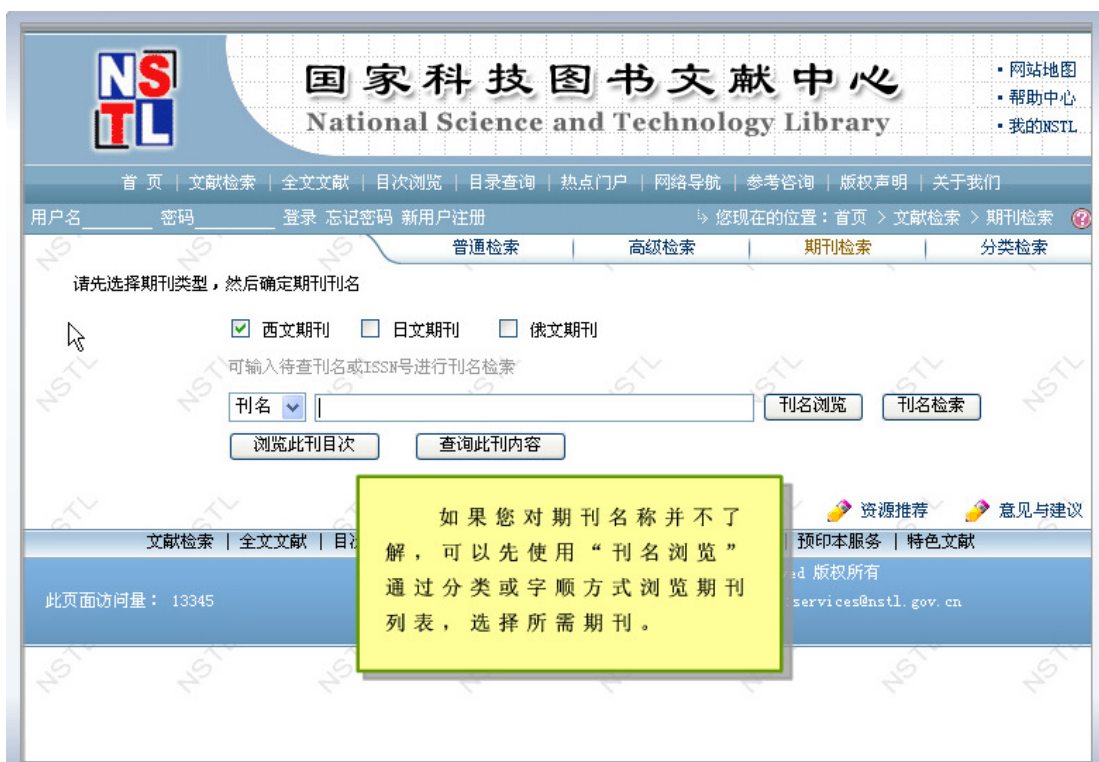 NSTL
国家科技图书文献中心
National Science and Technology Library
·网站地图
·帮助中心
·我的NSTL
首 页 | 文献检索 | 全文文献 | 目次浏览 | 目录查询 | 热点门户 | 网络导航 | 参考咨询 | 版权声明 | 关于我们
用户名 密码 登录 忘记密码 新用户注册 您现在的位置：首页 > 文献检索 > 期刊检索
普通检索 | 高级检索 | 期刊检索 | 分类检索
请先选择期刊类型，然后确定期刊刊名
西文期刊 日文期刊 俄文期刊
可输入待查刊名或ISSN号进行刊名检索
刊名 刊名浏览 刊名检索
浏览此刊目次 查询此刊内容
资源推荐 意见与建议
文献检索 | 全文文献 | 预印本服务 | 特色文献
版权所有
此页面访问量： 13345 services@nstl.gov.cn
如果您对期刊名称并不了
解，可以先使用“刊名浏览”
通过分类或字顺方式浏览期刊
列表，选择所需期刊。